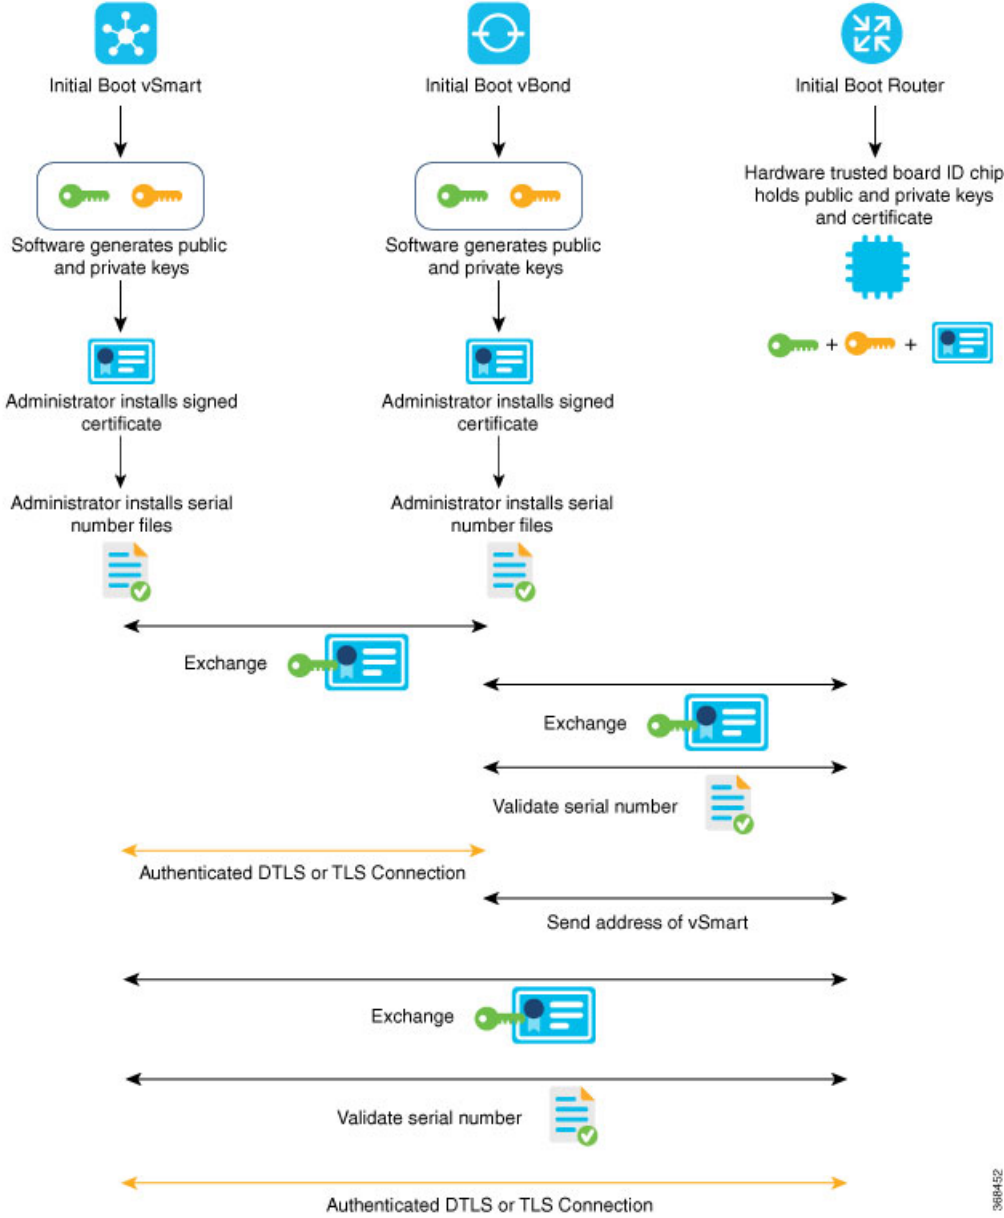 Initial Boot vSmart
Initial Boot vBond
Initial Boot Router
Hardware trusted board ID chip
holds public and private keys
and certificate
Software generates public
and private keys
Software generates public
and private keys
+
+
Administrator installs signed
certificate
Administrator installs signed
certificate
Administrator installs serial
number files
Administrator installs serial
number files
Exchange
Exchange
Validate serial number
Authenticated DTLS or TLS Connection
Send address of vSmart
Exchange
Validate serial number
Authenticated DTLS or TLS Connection
368452